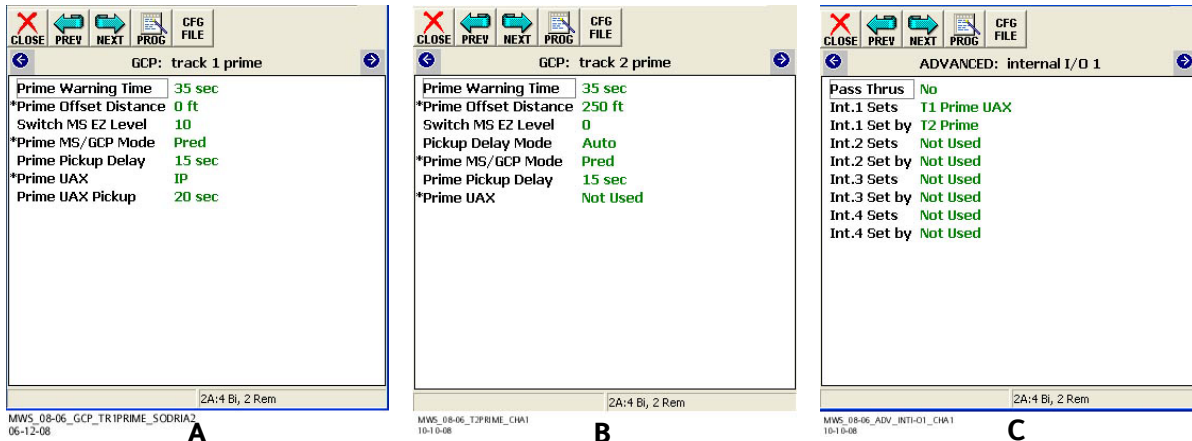 CLOSE PREV NEXT PROG CFG FILE
GCP: track 1 prime
Prime Warning Time 35 sec
*Prime Offset Distance 0 ft
Switch MS EZ Level 10
*Prime MS/GCP Mode Pred
Prime Pickup Delay 15 sec
*Prime UAX IP
Prime UAX Pickup 20 sec
2A:4 Bi, 2 Rem
MWS_08-06_GCP_TR1PRIME_SODRIA2
06-12-08
A
CLOSE PREV NEXT PROG CFG FILE
GCP: track 2 prime
Prime Warning Time 35 sec
*Prime Offset Distance 250 ft
Switch MS EZ Level 0
Pickup Delay Mode Auto
*Prime MS/GCP Mode Pred
Prime Pickup Delay 15 sec
*Prime UAX Not Used
2A:4 Bi, 2 Rem
MWS_08-06_T2PRIME_CHA1
10-10-08
B
CLOSE PREV NEXT PROG CFG FILE
ADVANCED: internal I/O 1
Pass Thrus No
Int.1 Sets T1 Prime UAX
Int.1 Set by T2 Prime
Int.2 Sets Not Used
Int.2 Set by Not Used
Int.3 Sets Not Used
Int.3 Set by Not Used
Int.4 Sets Not Used
Int.4 Set by Not Used
2A:4 Bi, 2 Rem
MWS_08-06_ADV_INTI-O1_CHA1
10-10-08
C